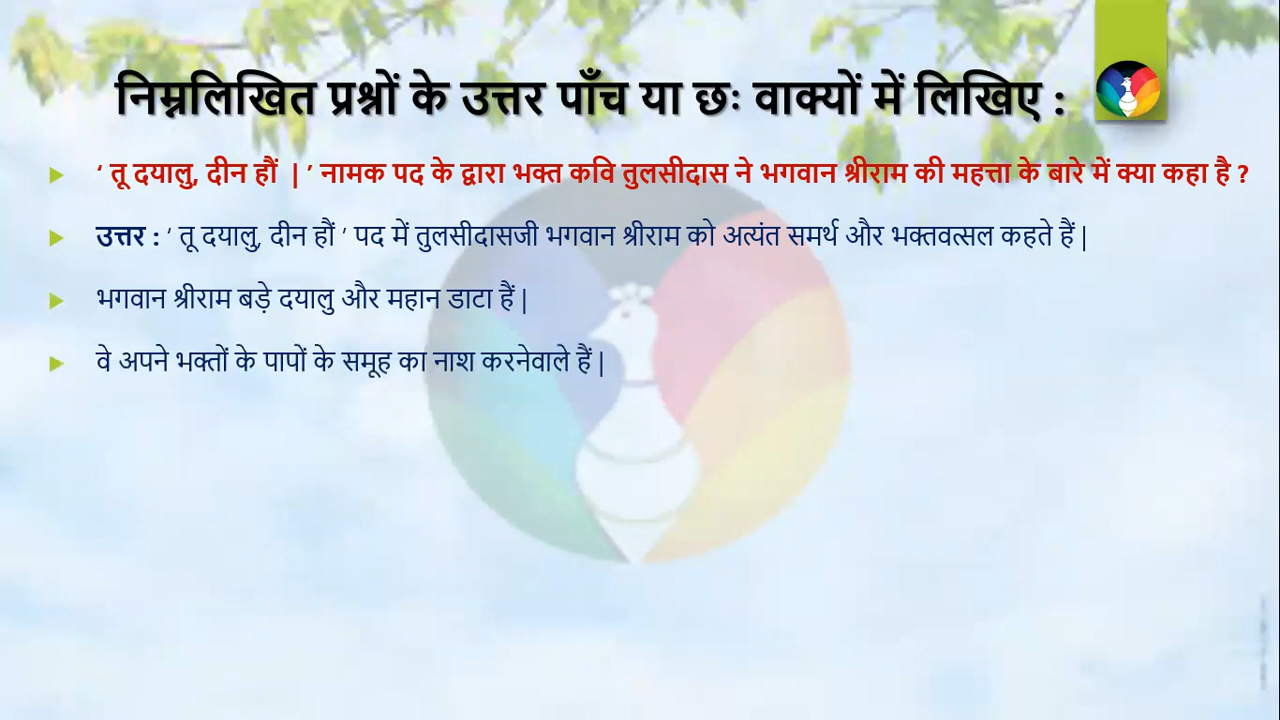 निम्नलिखित प्रश्नों के उत्तर पाँच या छः वाक्यों में लिखिए :
‘ तू दयालु, दीन हौं | ’ नामक पद के द्वारा भक्त कवि तुलसीदास ने भगवान श्रीराम की महत्ता के बारे में क्या कहा है ?
उत्तर : ‘ तू दयालु, दीन हौं ’ पद में तुलसीदासजी भगवान श्रीराम को अत्यंत समर्थ और भक्तवत्सल कहते हैं |
भगवान श्रीराम बड़े दयालु और महान डाटा हैं |
वे अपने भक्तों के पापों के समूह का नाश करनेवाले हैं |